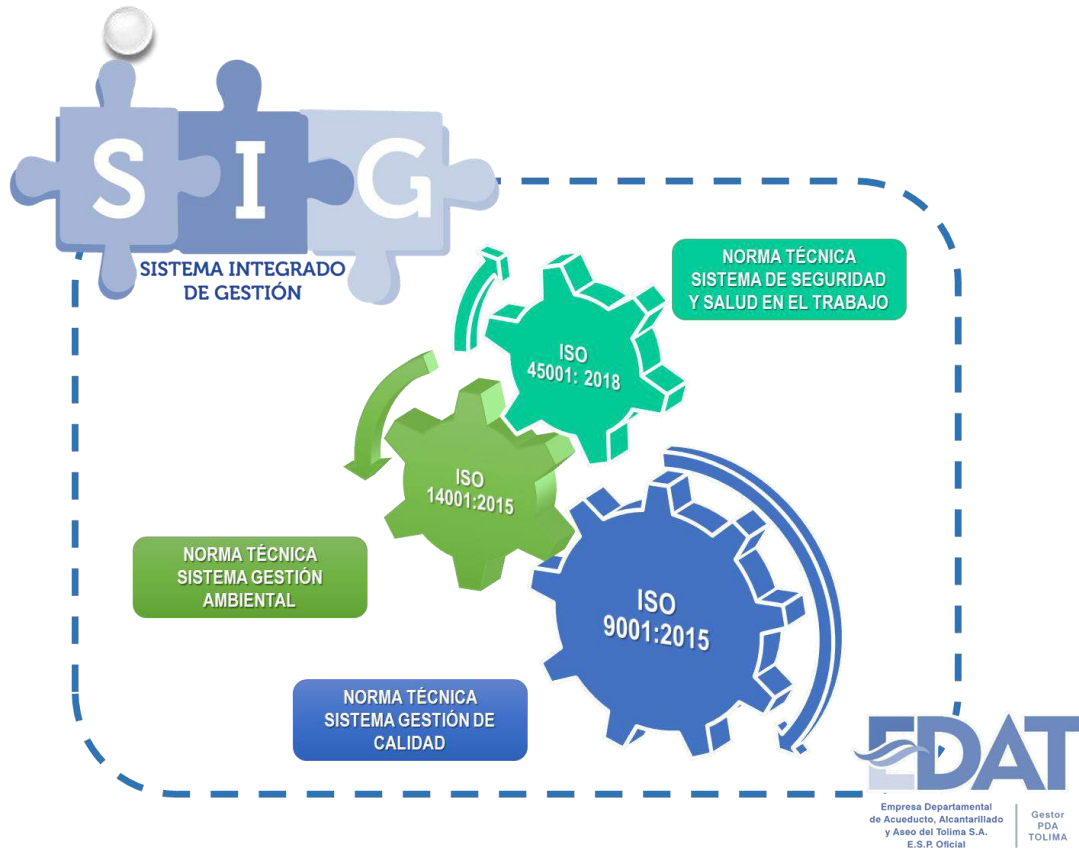 SIG
SISTEMA INTEGRADO
DE GESTIÓN
NORMA TÉCNICA
SISTEMA DE SEGURIDAD
Y SALUD EN EL TRABAJO
ISO
45001: 2018
ISO
14001:2015
NORMA TÉCNICA
SISTEMA GESTIÓN
AMBIENTAL
ISO
9001:2015
NORMA TÉCNICA
SISTEMA GESTIÓN DE
CALIDAD
EDAT
Empresa Departamental
de Acueducto, Alcantarillado
y Aseo del Tolima S.A.
E.S.P. Oficial
Gestor
PDA
TOLIMA